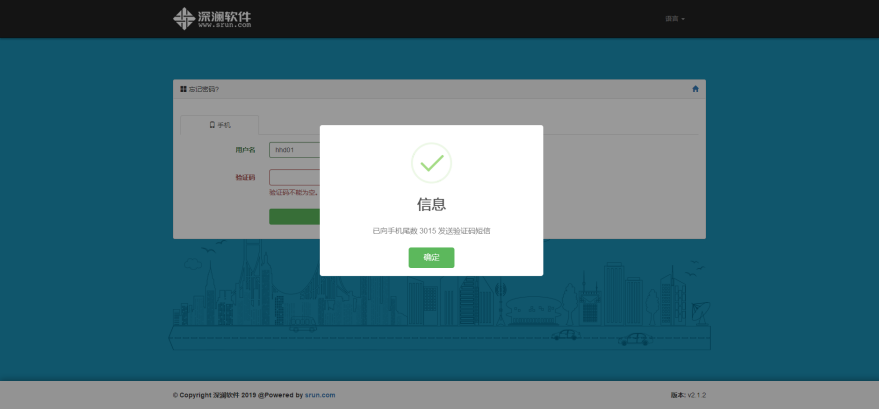 深澜软件
www.srun.com
语言
忘记密码?
手机
用户名
hhd01
验证码
验证码不能为空。
信息
已向手机尾数 3015 发送验证码短信
确定
© Copyright 深澜软件 2019 @Powered by srun.com
版本: v2.1.2